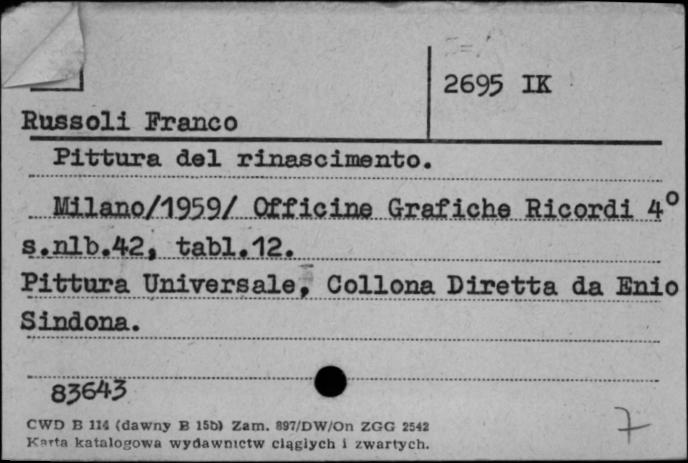 2695 IK
Russoli Franco
Pittura del rinascimento.
Milano/1959/ Officine Grafiche Ricordi 4°
s.nlb.42, tabl.12.
Pittura Universale, Collona Diretta da Enio
Sindona.
83643
CWD B 114 (dawny B 15b) Zam. 897/DW/On ZGG 2542
Karta katalogowa wydawnictw ciągłych i zwartych.
7